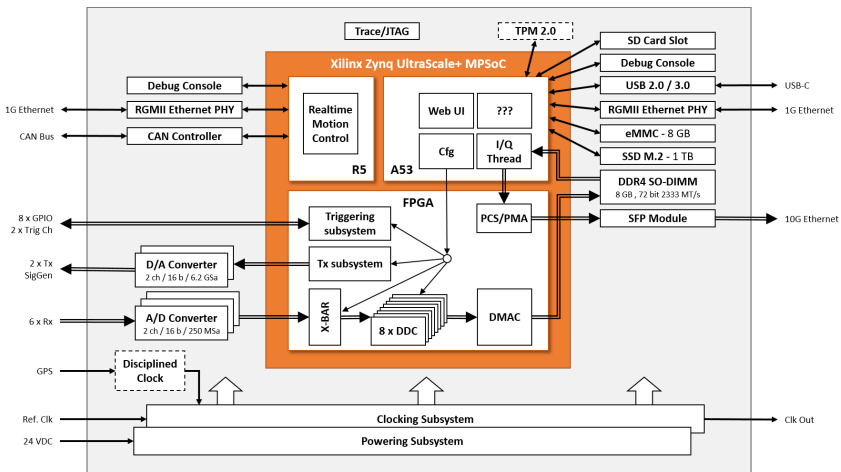 Trace/JTAG
TPM 2.0
SD Card Slot
Xilinx Zynq UltraScale+ MPSoC
Debug Console
Debug Console
USB 2.0 / 3.0
USB-C
1G Ethernet
RGMII Ethernet PHY
Realtime
Motion
Control
Web UI
???
RGMII Ethernet PHY
1G Ethernet
CAN Bus
CAN Controller
eMMC - 8 GB
Cfg
I/Q
Thread
SSD M.2 - 1 TB
R5
A53
DDR4 SO-DIMM
8 GB , 72 bit 2333 MT/s
FPGA
8 x GPIO
2 x Trig Ch
Triggering
subsystem
PCS/PMA
SFP Module
10G Ethernet
2 x Tx
SigGen
D/A Converter
2 ch / 16 b / 6.2 GSa
Tx subsystem
6 x Rx
A/D Converter
2 ch / 16 b / 250 MSa
X-BAR
8 x DDC
DMAC
GPS
Disciplined
Clock
Ref. Clk
Clocking Subsystem
Clk Out
24 VDC
Powering Subsystem